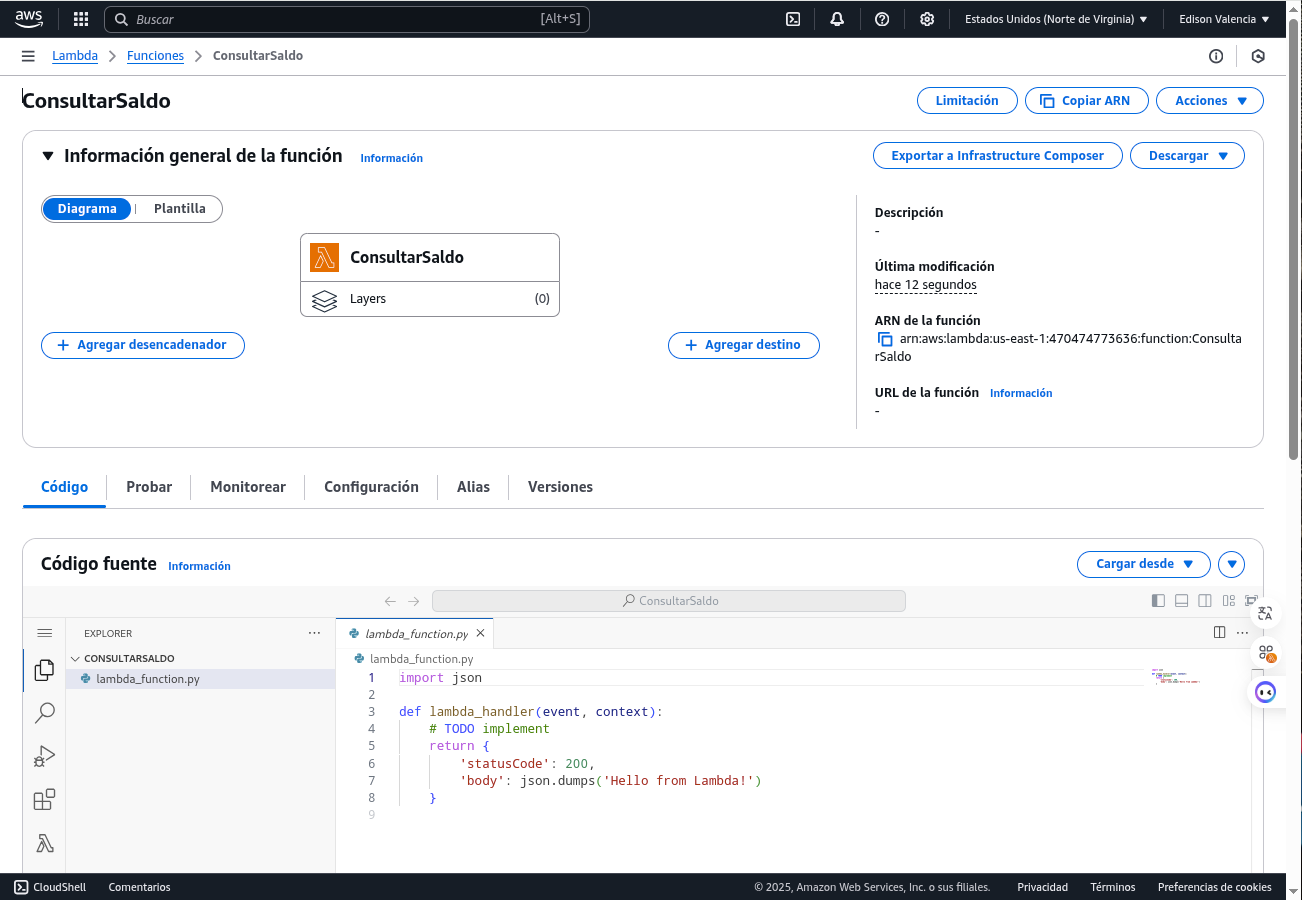 aws
Buscar [Alt+S]
Estados Unidos (Norte de Virginia) Edison Valencia
Lambda Funciones ConsultarSaldo
ConsultarSaldo
Limitación Copiar ARN Acciones
Información general de la función Información
Exportar a Infrastructure Composer Descargar
Diagrama Plantilla
ConsultarSaldo
Layers (0)
Agregar desencadenador
Agregar destino
Descripción
-
Última modificación
hace 12 segundos
ARN de la función
arn:aws:lambda:us-east-1:470474773636:function:Consulta
rSaldo
URL de la función Información
-
Código Probar Monitorear Configuración Alias Versiones
Código fuente Información
Cargar desde
ConsultarSaldo
EXPLORER
CONSULTARSALDO
lambda_function.py
lambda_function.py
lambda_function.py
1 import json
2
3 def lambda_handler(event, context):
4 # TODO implement
5 return {
6 'statusCode': 200,
7 'body': json.dumps('Hello from Lambda!')
8 }
9
CloudShell Comentarios
© 2025, Amazon Web Services, Inc. o sus filiales. Privacidad Términos Preferencias de cookies